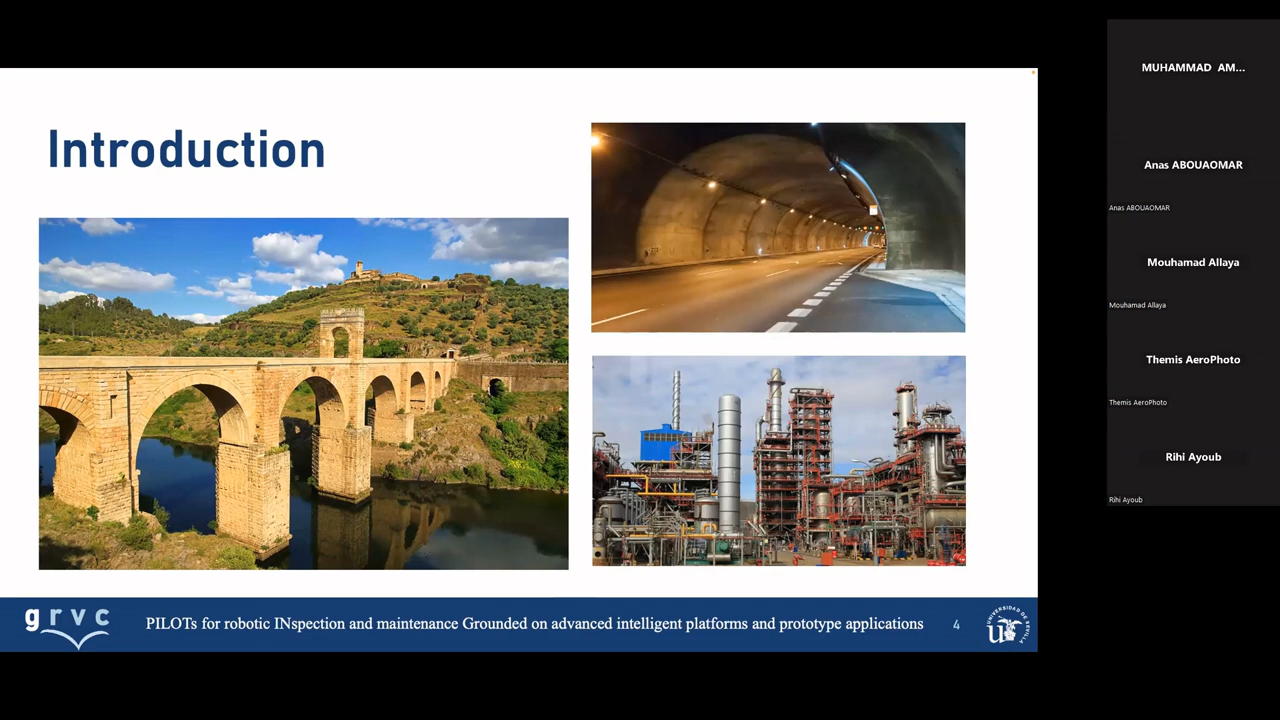 Introduction
grvc
PILOTs for robotic INspection and maintenance Grounded on advanced intelligent platforms and prototype applications
4
UNIVERSIDAD DE SEVILLA
MUHAMMAD AM...
Anas ABOUAOMAR
Anas ABOUAOMAR
Mouhamad Allaya
Mouhamad Allaya
Themis AeroPhoto
Themis AeroPhoto
Rihi Ayoub
Rihi Ayoub